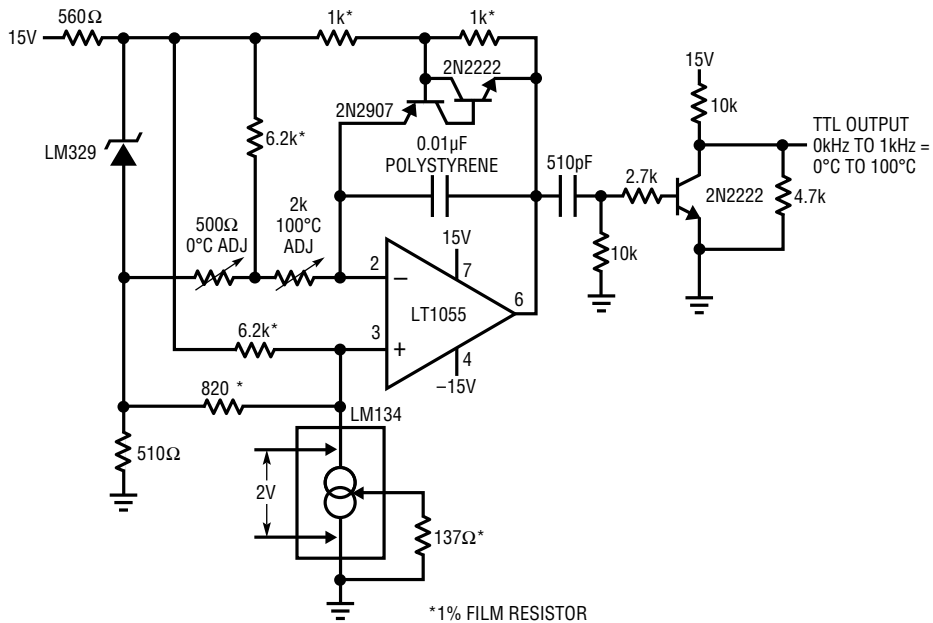 560Ω
15V
1k*
1k*
2N2222
2N2907
6.2k*
LM329
0.01µF
POLYSTYRENE
510pF
15V
10k
TTL OUTPUT
0kHz TO 1kHz =
0°C TO 100°C
2.7k
2N2222
4.7k
10k
500Ω
0°C ADJ
2k
100°C
ADJ
2
–
15V
7
LT1055
6
3
+
4
–15V
6.2k*
820 *
510Ω
LM134
2V
137Ω*
*1% FILM RESISTOR